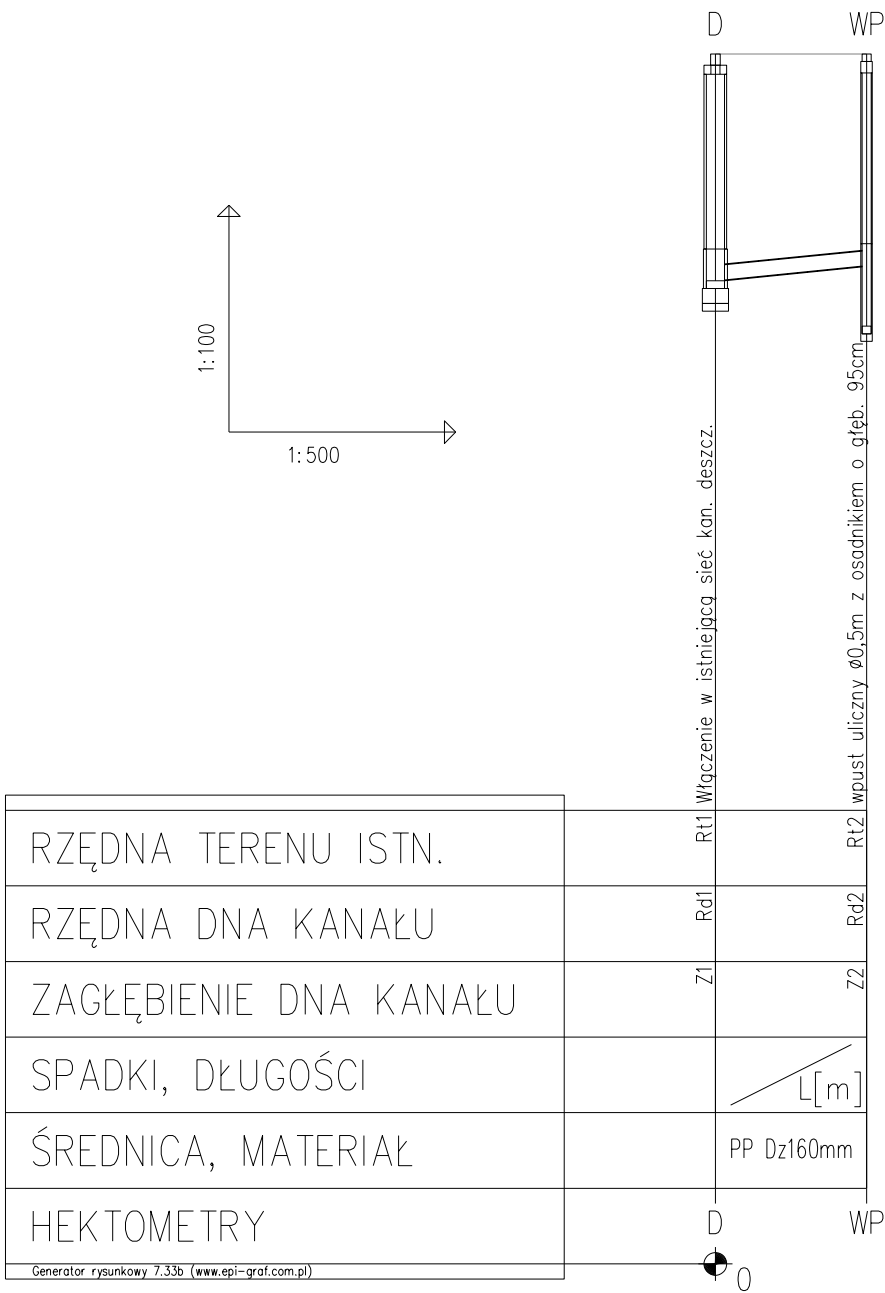 D
WP
1:100
1:500
Włączenie w istniejącą sieć kan. deszcz.
wpust uliczny ø0,5m z osadnikiem o głęb. 95cm
RZĘDNA TERENU ISTN.
Rt1
Rt2
RZĘDNA DNA KANAŁU
Rd1
Rd2
ZAGŁĘBIENIE DNA KANAŁU
Z1
Z2
SPADKI, DŁUGOŚCI
L[m]
ŚREDNICA, MATERIAŁ
PP Dz160mm
HEKTOMETRY
D
WP
Generator rysunkowy 7.33b (www.epi-graf.com.pl)
0